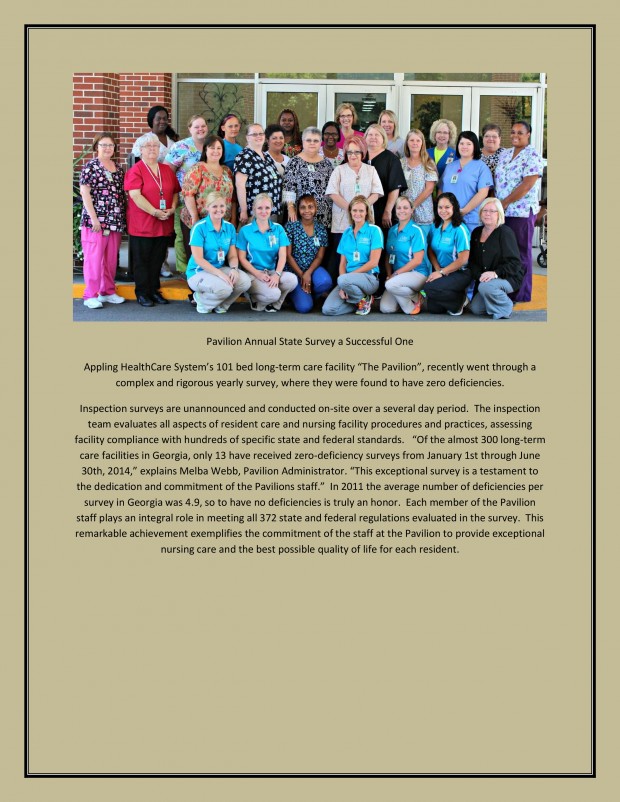 Pavilion Annual State Survey a Successful One
Appling HealthCare System's 101 bed long-term care facility "The Pavilion", recently went through a
complex and rigorous yearly survey, where they were found to have zero deficiencies.
Inspection surveys are unannounced and conducted on-site over a several day period.  The inspection
team evaluates all aspects of resident care and nursing facility procedures and practices, assessing
facility compliance with hundreds of specific state and federal standards.   "Of the almost 300 long-term
care facilities in Georgia, only 13 have received zero-deficiency surveys from January 1st through June
30th, 2014," explains Melba Webb, Pavilion Administrator. "This exceptional survey is a testament to
the dedication and commitment of the Pavilions staff."  In 2011 the average number of deficiencies per
survey in Georgia was 4.9, so to have no deficiencies is truly an honor.  Each member of the Pavilion
staff plays an integral role in meeting all 372 state and federal regulations evaluated in the survey.  This
remarkable achievement exemplifies the commitment of the staff at the Pavilion to provide exceptional
nursing care and the best possible quality of life for each resident.